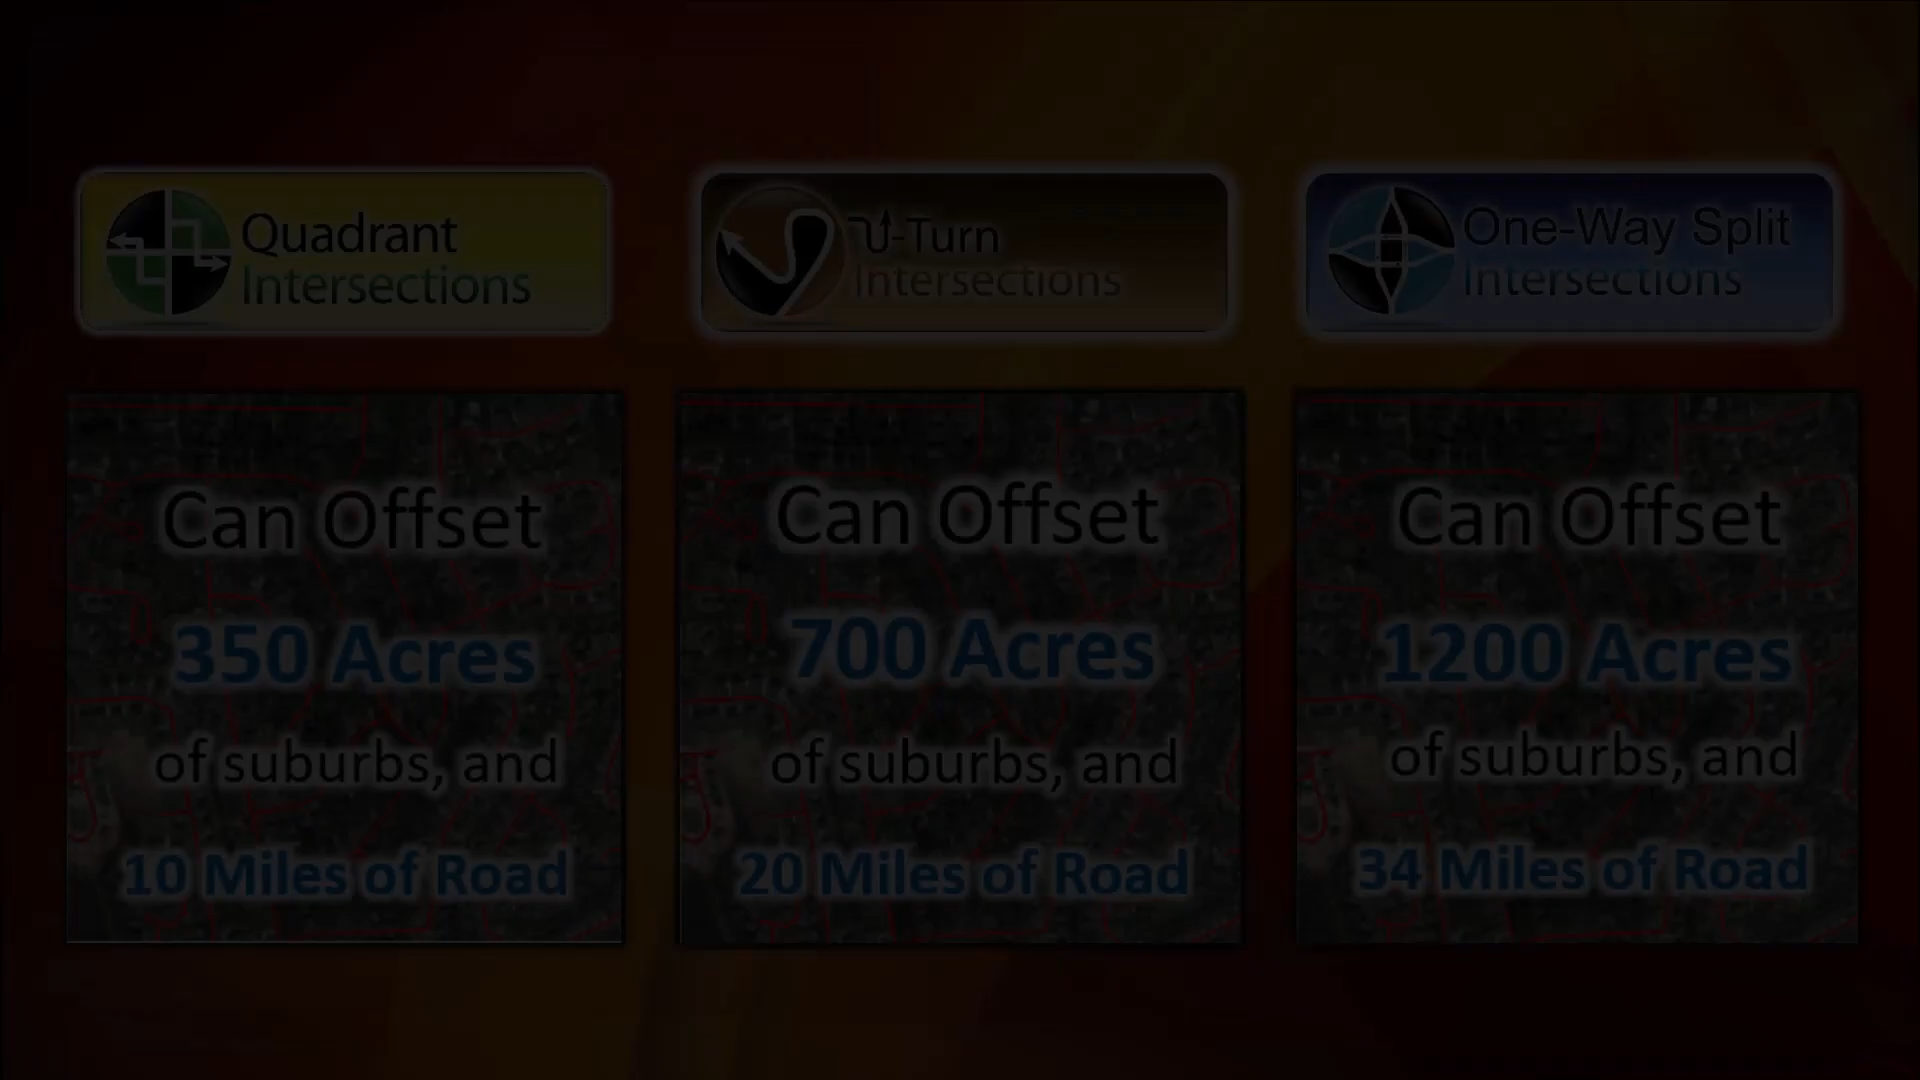 Quadrant
Intersections
U-Turn
Intersections
One-Way Split
Intersections
Can Offset
350 Acres
of suburbs, and
10 Miles of Road
Can Offset
700 Acres
of suburbs, and
20 Miles of Road
Can Offset
1200 Acres
of suburbs, and
34 Miles of Road